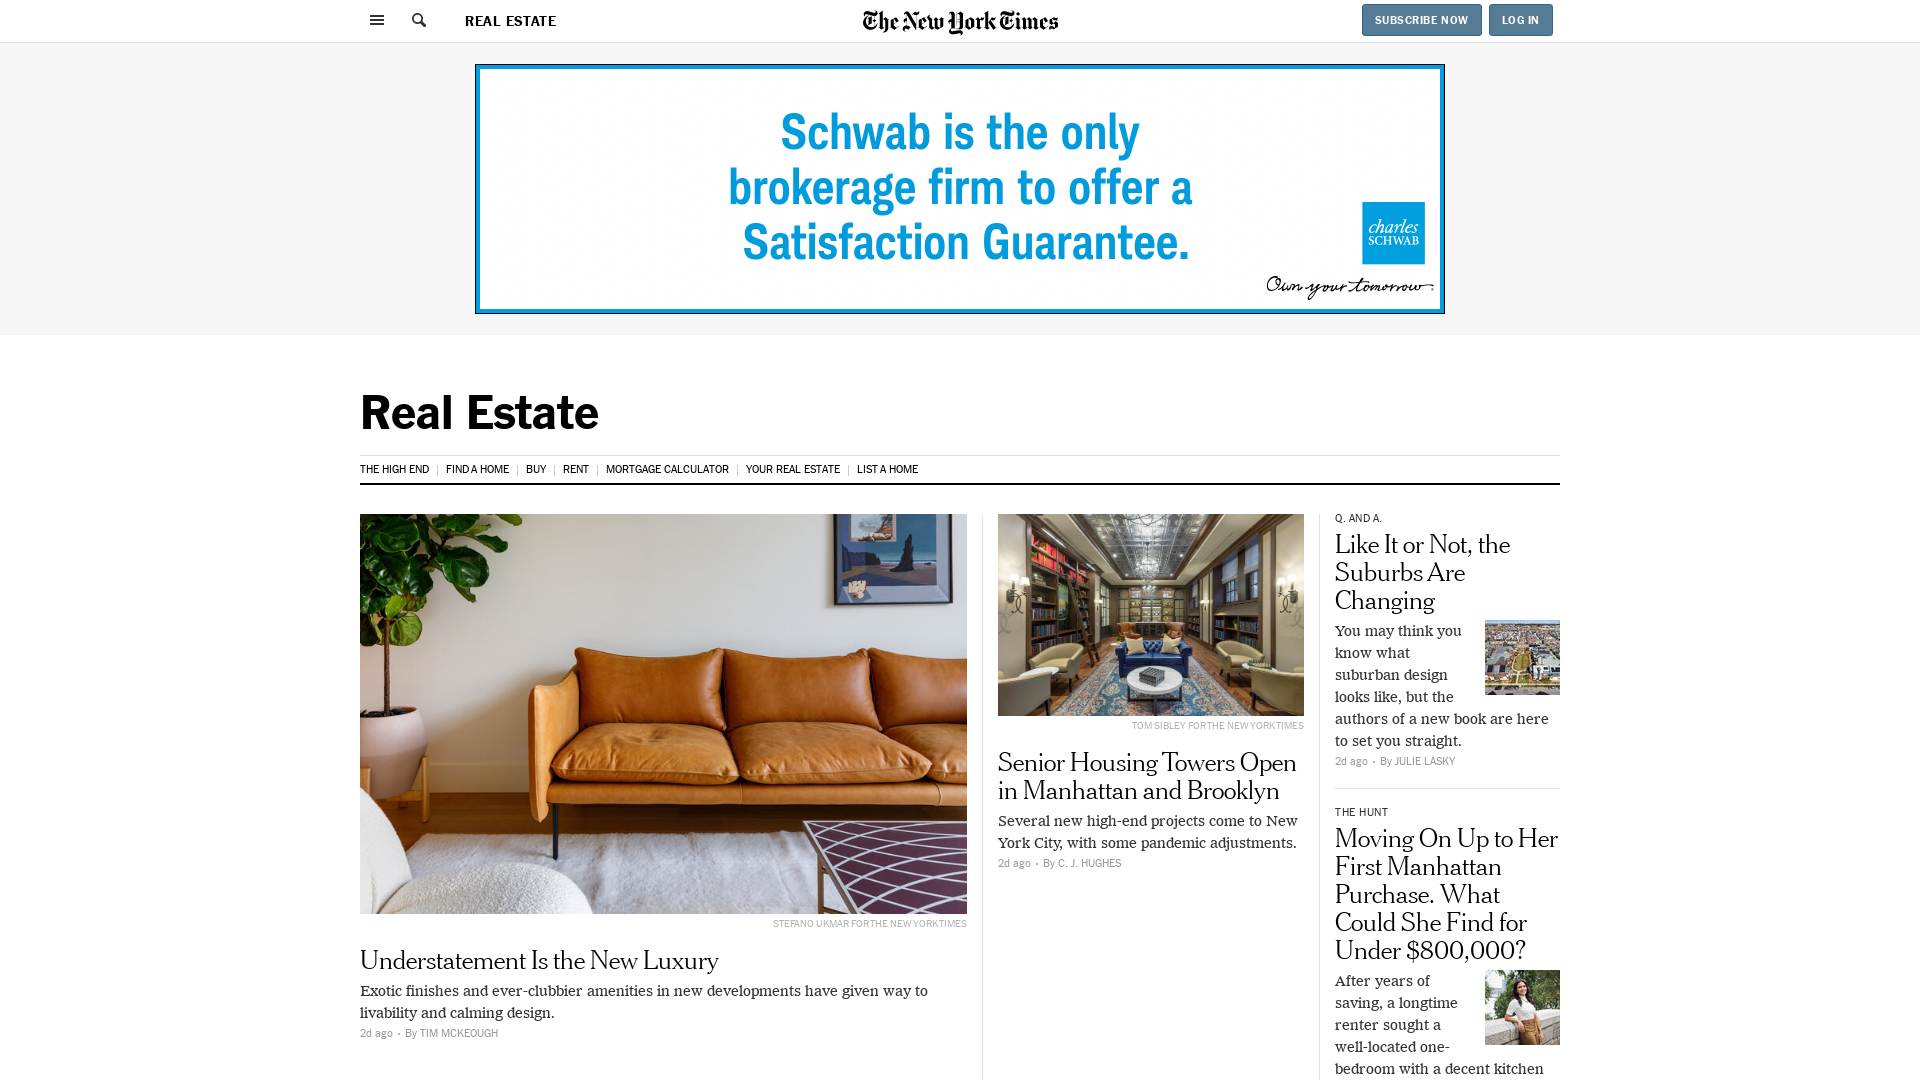 REAL ESTATE
The New York Times
SUBSCRIBE NOW
LOG IN
Schwab is the only
brokerage firm to offer a
Satisfaction Guarantee.
charles
SCHWAB
Own your tomorrow.
Real Estate
THE HIGH END
FIND A HOME
BUY
RENT
MORTGAGE CALCULATOR
YOUR REAL ESTATE
LIST A HOME
STEFANO UKMAR FOR THE NEW YORK TIMES
Understatement Is the New Luxury
Exotic finishes and ever-clubbier amenities in new developments have given way to
livability and calming design.
2d ago • By TIM MCKEOUGH
TOM SIBLEY FOR THE NEW YORK TIMES
Senior Housing Towers Open
in Manhattan and Brooklyn
Several new high-end projects come to New
York City, with some pandemic adjustments.
2d ago • By C. J. HUGHES
Q. AND A.
Like It or Not, the
Suburbs Are
Changing
You may think you
know what
suburban design
looks like, but the
authors of a new book are here
to set you straight.
2d ago • By JULIE LASKY
THE HUNT
Moving On Up to Her
First Manhattan
Purchase. What
Could She Find for
Under $800,000?
After years of
saving, a longtime
renter sought a
well-located one-
bedroom with a decent kitchen